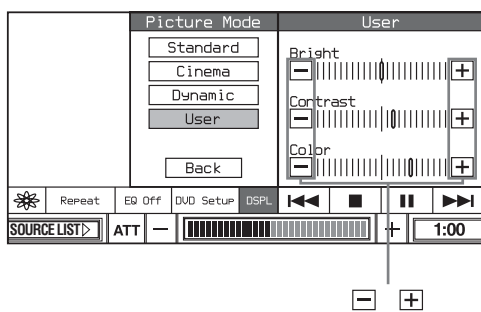 Picture Mode
User
Standard
Cinema
Dynamic
User
Back
Bright
− +
Contrast
− +
Color
− +
Repeat
EQ Off
DVD Setup
DSPL
SOURCE LIST
ATT
− +
1:00
− +